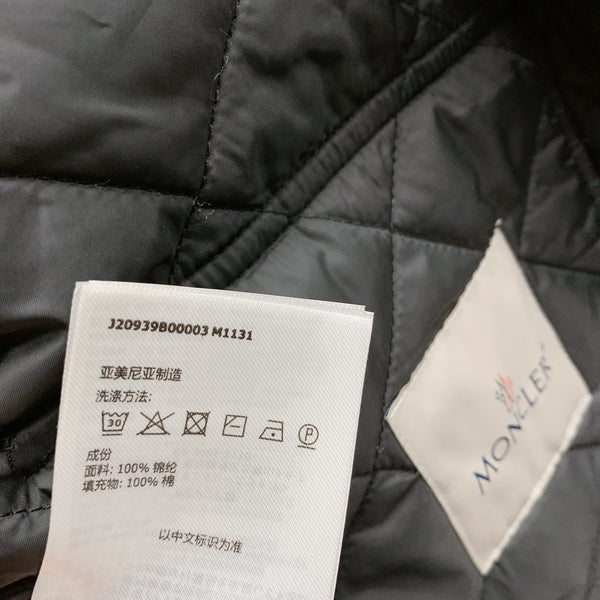 J20939B00003 M1131
亚美尼亚制造
洗涤方法:
30
P
成份
面料: 100% 锦纶
填充物: 100% 棉
以中文标识为准
MONCLER